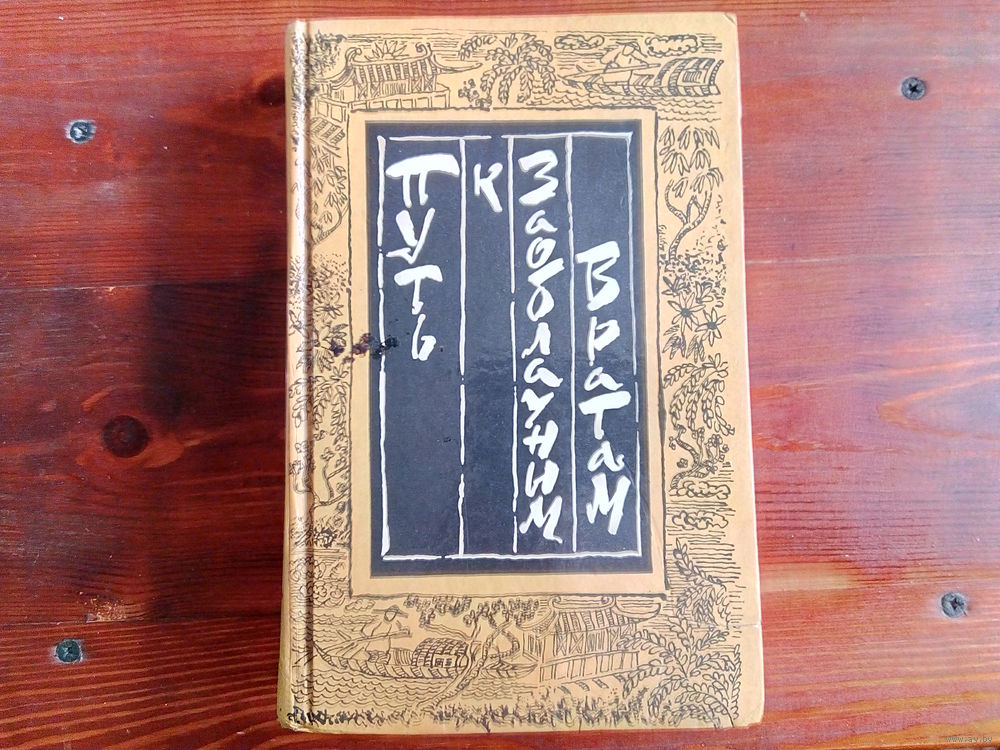 Путь
к
Заоблачным
Вратам